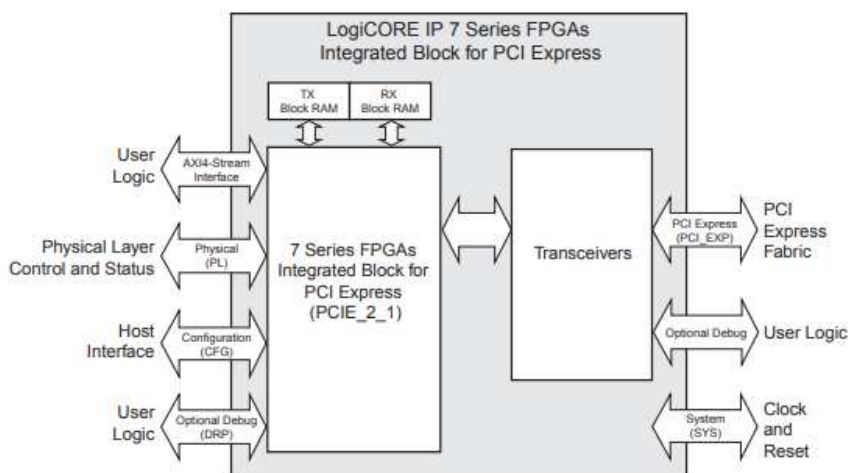 LogiCORE IP 7 Series FPGAs
Integrated Block for PCI Express
TX
Block RAM
RX
Block RAM
User
Logic
AXI4-Stream
Interface
Physical Layer
Control and Status
Physical
(PL)
Host
Interface
Configuration
(CFG)
User
Logic
Optional Debug
(DRP)
7 Series FPGAs
Integrated Block for
PCI Express
(PCIE_2_1)
Transceivers
PCI Express
(PCI_EXP)
PCI
Express
Fabric
Optional Debug
User Logic
System
(SYS)
Clock
and
Reset